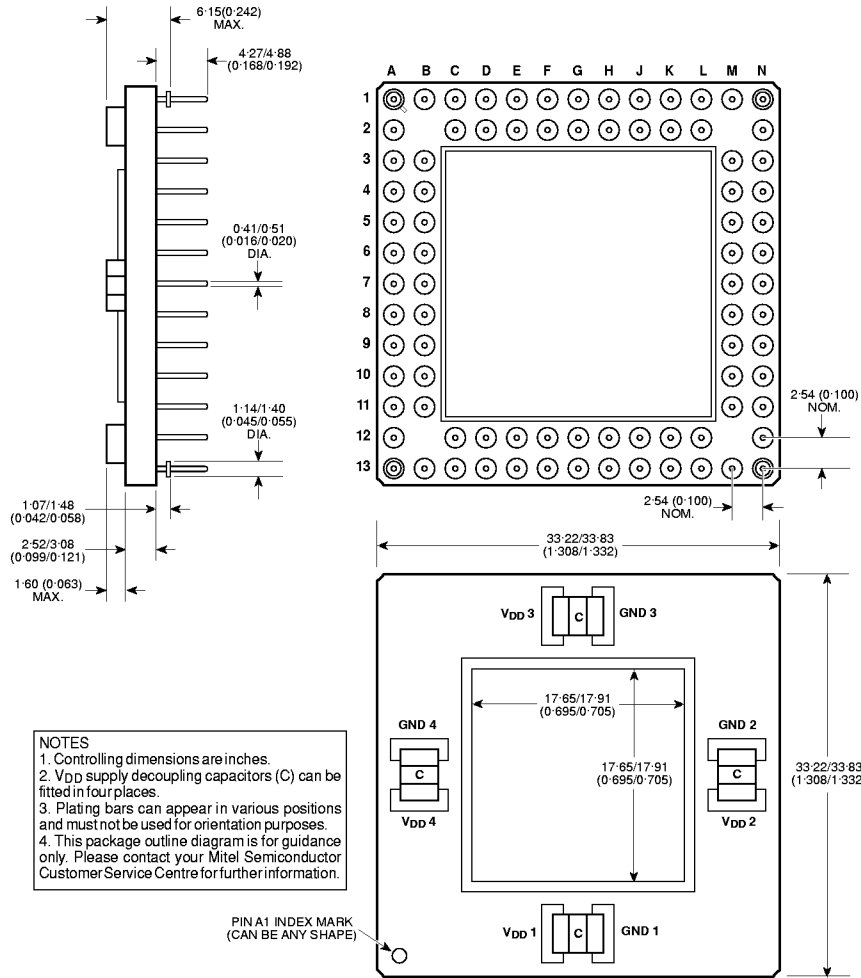 6·15(0·242)
MAX.
4·27/4·88
(0·168/0·192)
A B C D E F G H J K L M N
1
2
3
4
5
6
7
8
9
10
11
12
13
0·41/0·51
(0·016/0·020)
DIA.
1·14/1·40
(0·045/0·055)
DIA.
2·54 (0·100)
NOM.
2·54 (0·100)
NOM.
1·07/1·48
(0·042/0·058)
2·52/3·08
(0·099/0·121)
1·60 (0·063)
MAX.
33·22/33·83
(1·308/1·332)
VDD 3
C
GND 3
17·65/17·91
(0·695/0·705)
17·65/17·91
(0·695/0·705)
GND 4
C
VDD 4
GND 2
C
VDD 2
33·22/33·83
(1·308/1·332
VDD 1
C
GND 1
NOTES
1. Controlling dimensions are inches.
2. VDD supply decoupling capacitors (C) can be
fitted in four places.
3. Plating bars can appear in various positions
and must not be used for orientation purposes.
4. This package outline diagram is for guidance
only. Please contact your Mitel Semiconductor
Customer Service Centre for further information.
PIN A1 INDEX MARK
(CAN BE ANY SHAPE)